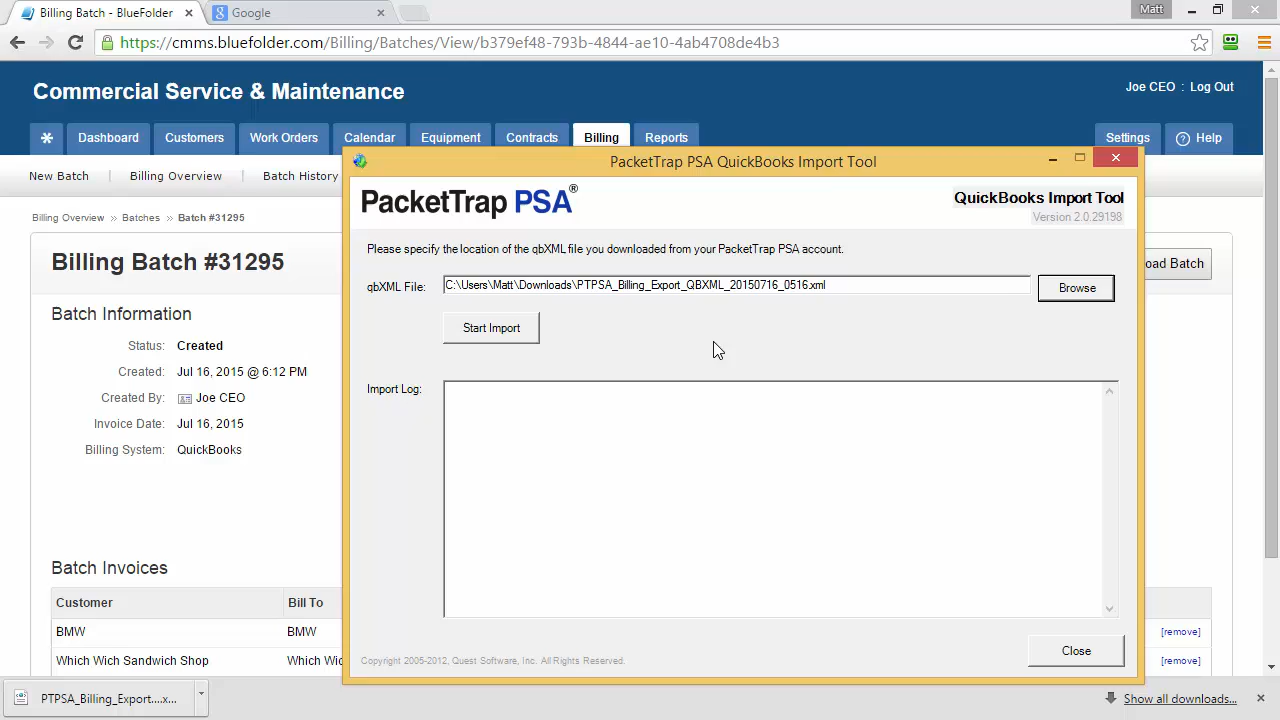 Billing Batch - BlueFolder
Google
Matt
https://cmms.bluefolder.com/Billing/Batches/View/b379ef48-793b-4844-ae10-4ab4708de4b3
Commercial Service & Maintenance
Joe CEO : Log Out
Dashboard
Customers
Work Orders
Calendar
Equipment
Contracts
Billing
Reports
Settings
Help
New Batch
Billing Overview
Batch History
Billing Overview » Batches » Batch #31295
Billing Batch #31295
oad Batch
Batch Information
Status: Created
Created: Jul 16, 2015 @ 6:12 PM
Created By: Joe CEO
Invoice Date: Jul 16, 2015
Billing System: QuickBooks
Batch Invoices
Customer
Bill To
BMW
BMW
[remove]
Which Wich Sandwich Shop
Which Wic
[remove]
PacketTrap PSA QuickBooks Import Tool
PacketTrap PSA®
QuickBooks Import Tool
Version 2.0.29198
Please specify the location of the qbXML file you downloaded from your PacketTrap PSA account.
qbXML File:
C:\Users\Matt\Downloads\PTPSA_Billing_Export_QBXML_20150716_0516.xml
Browse
Start Import
Import Log:
Copyright 2005-2012, Quest Software, Inc. All Rights Reserved.
Close
PTPSA_Billing_Export....x...
Show all downloads...